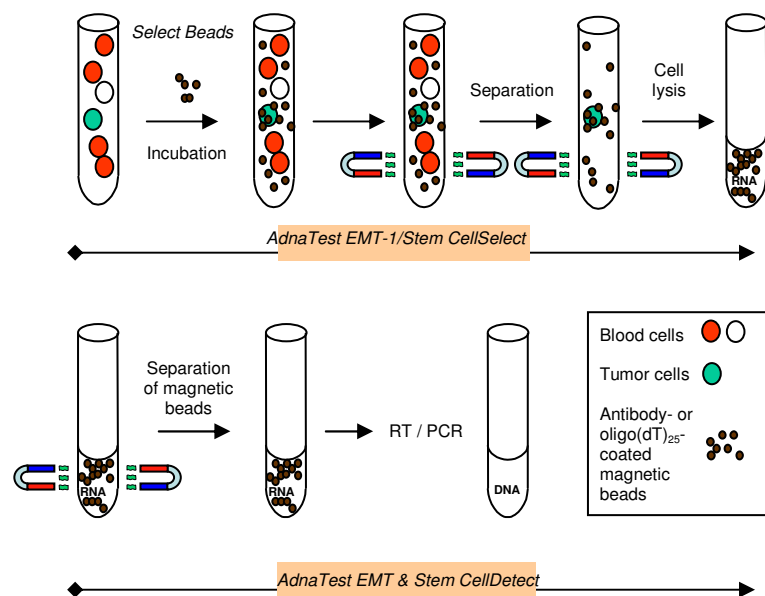 Select Beads
Incubation
Separation
Cell
lysis
RNA
AdnaTest EMT-1/Stem CellSelect
Separation
of magnetic
beads
RNA
RNA
RT / PCR
DNA
Blood cells
Tumor cells
Antibody- or
oligo(dT)25-
coated
magnetic
beads
AdnaTest EMT & Stem CellDetect